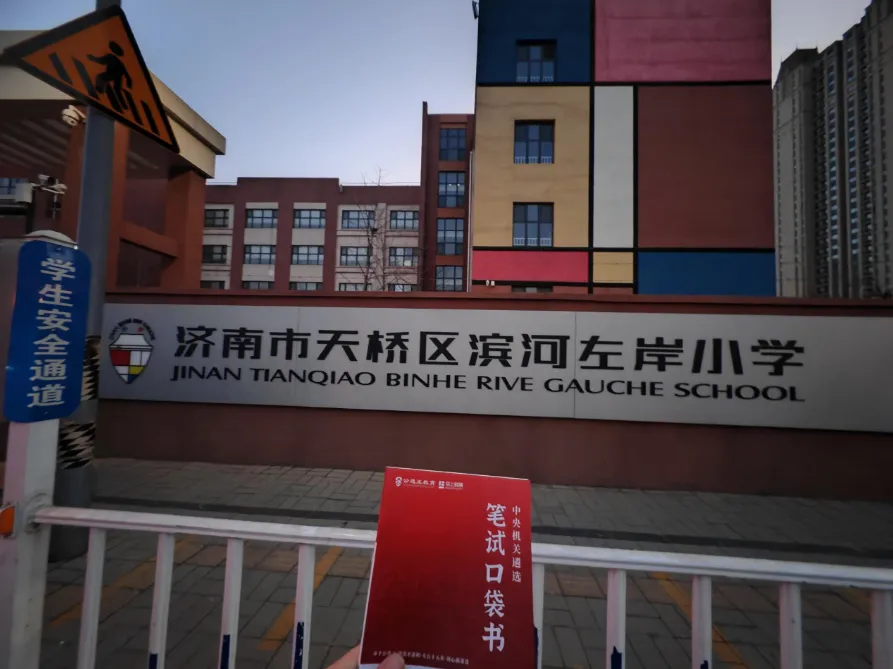 学生安全通道
济南市天桥区滨河左岸小学
JINAN TIANQIAO BINHE RIVE GAUCHE SCHOOL
中央机关遴选
笔试口袋书